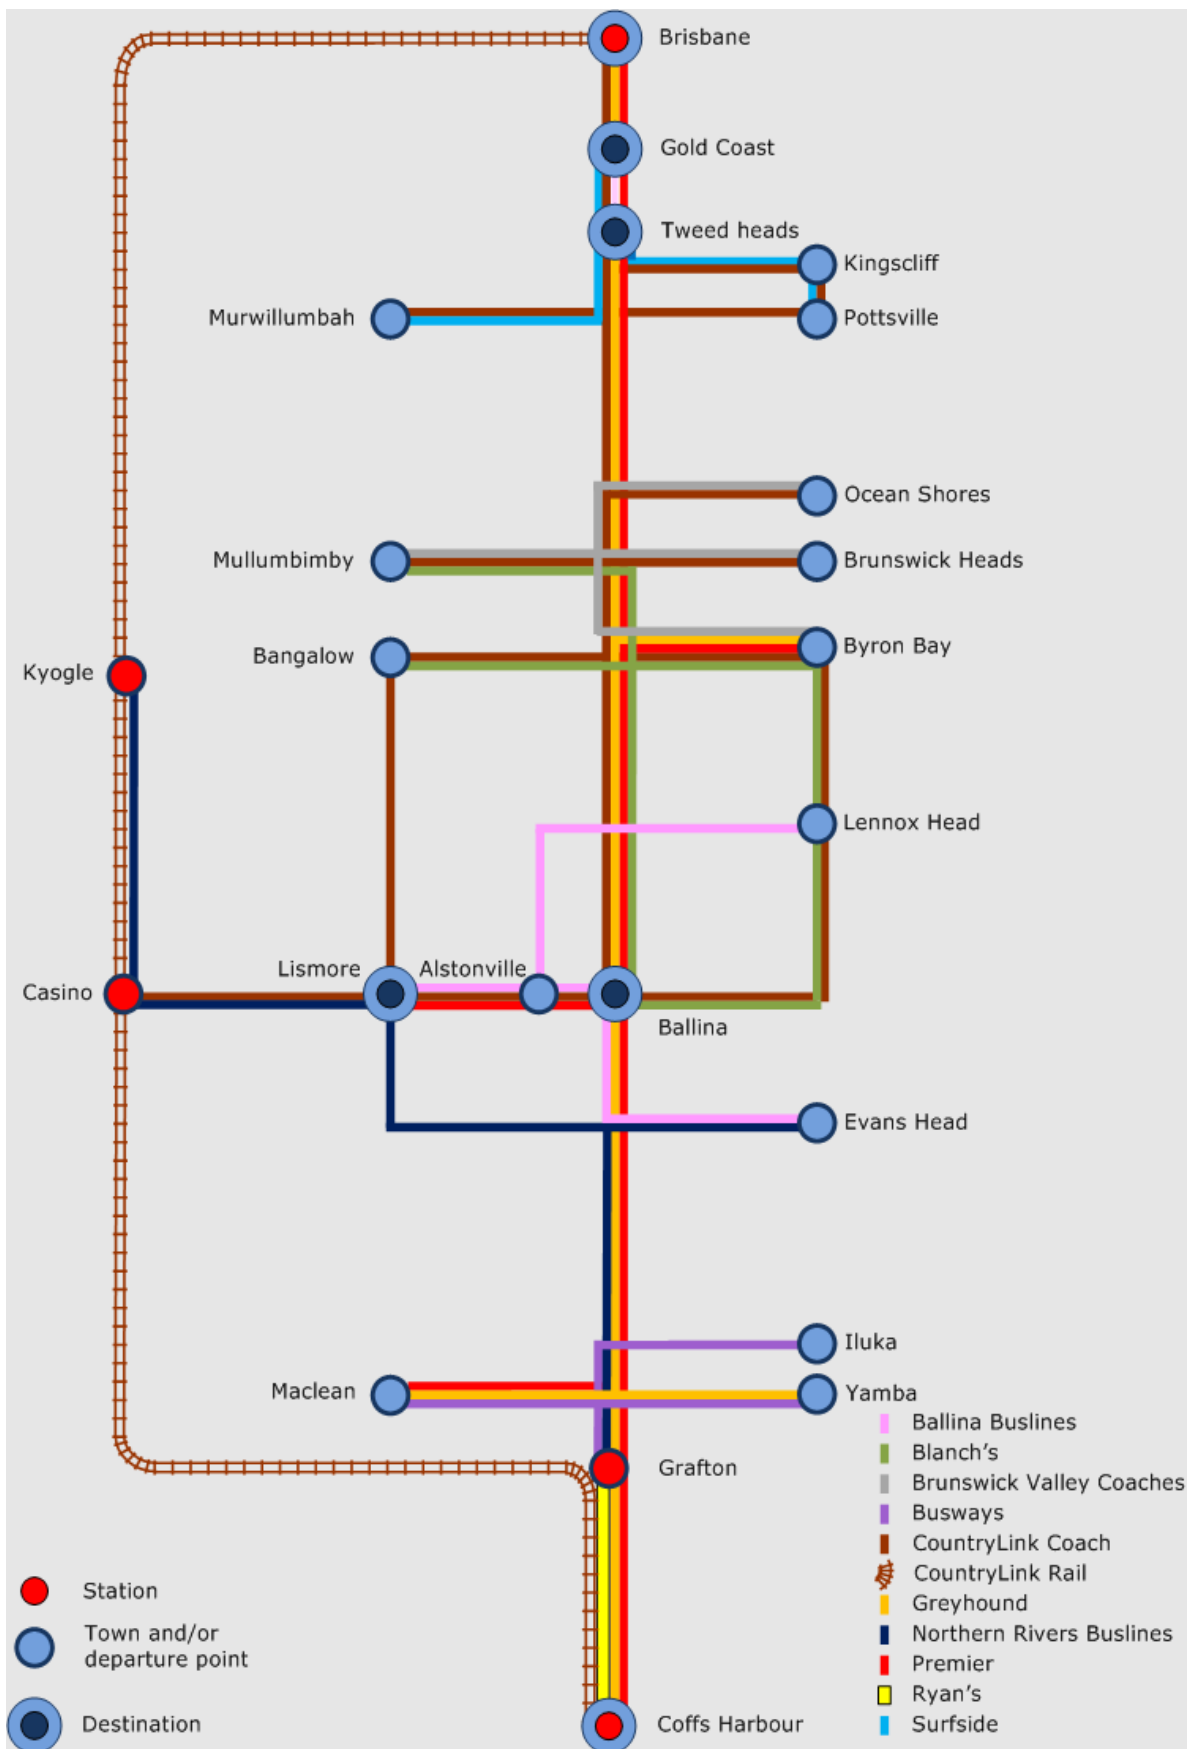 Brisbane
Gold Coast
Tweed heads
Kingscliff
Murwillumbah
Pottsville
Ocean Shores
Mullumbimby
Brunswick Heads
Byron Bay
Bangalow
Kyogle
Lennox Head
Lismore
Alstonville
Casino
Ballina
Evans Head
Iluka
Maclean
Yamba
Grafton
Coffs Harbour
Station
Town and/or
departure point
Destination
Ballina Buslines
Blanch's
Brunswick Valley Coaches
Busways
CountryLink Coach
CountryLink Rail
Greyhound
Northern Rivers Buslines
Premier
Ryan's
Surfside